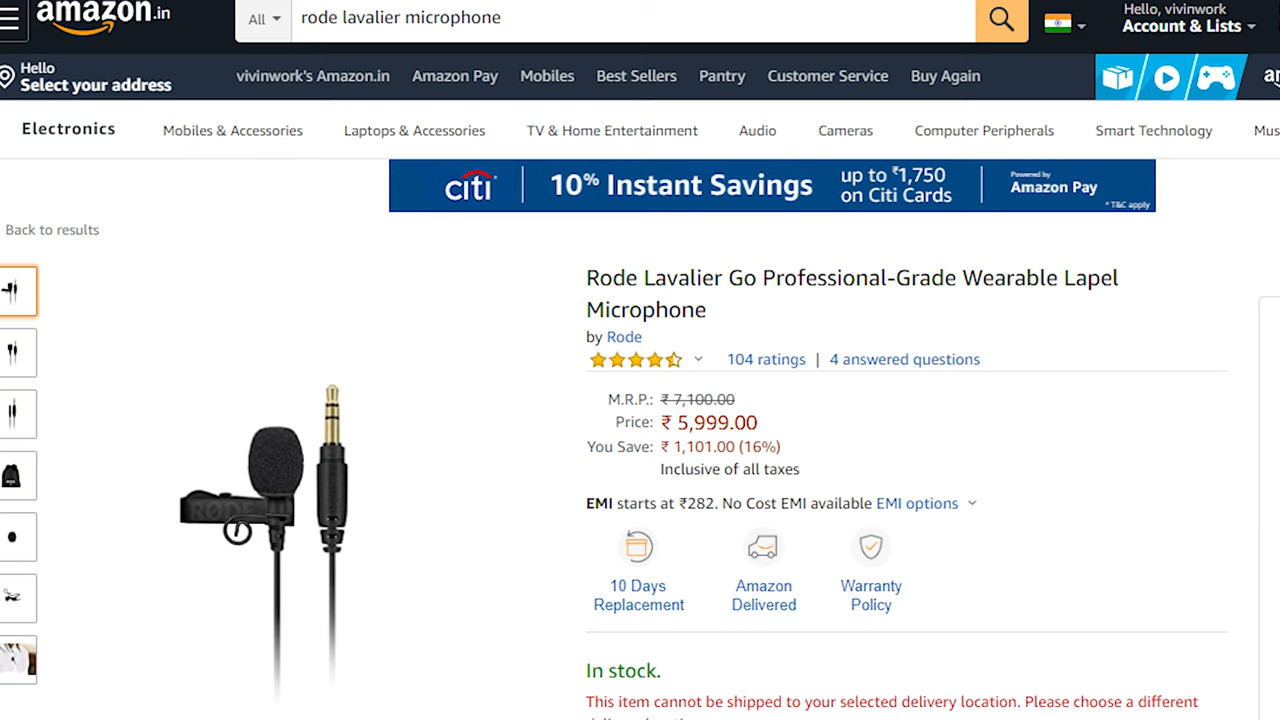 amazon.in
All
rode lavalier microphone
Hello, vivinwork
Account & Lists
Hello
Select your address
vivinwork's Amazon.in
Amazon Pay
Mobiles
Best Sellers
Pantry
Customer Service
Buy Again
Electronics
Mobiles & Accessories
Laptops & Accessories
TV & Home Entertainment
Audio
Cameras
Computer Peripherals
Smart Technology
Mus
citi
10% Instant Savings
up to ₹1,750
on Citi Cards
Powered by
Amazon Pay
*T&C apply
Back to results
Rode Lavalier Go Professional-Grade Wearable Lapel
Microphone
by Rode
104 ratings | 4 answered questions
M.R.P.: ₹ 7,100.00
Price: ₹ 5,999.00
You Save: ₹ 1,101.00 (16%)
Inclusive of all taxes
EMI starts at ₹282. No Cost EMI available EMI options
10 Days
Replacement
Amazon
Delivered
Warranty
Policy
RØDE
In stock.
This item cannot be shipped to your selected delivery location. Please choose a different